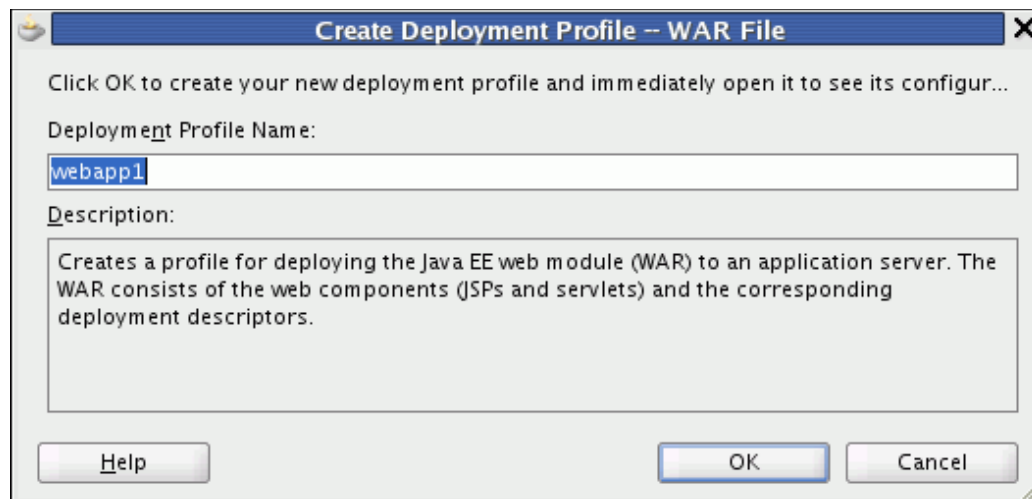 Create Deployment Profile -- WAR File
Click OK to create your new deployment profile and immediately open it to see its configur...
Deployment Profile Name:
webapp1
Description:
Creates a profile for deploying the Java EE web module (WAR) to an application server. The
WAR consists of the web components (JSPs and servlets) and the corresponding
deployment descriptors.
Help
OK
Cancel